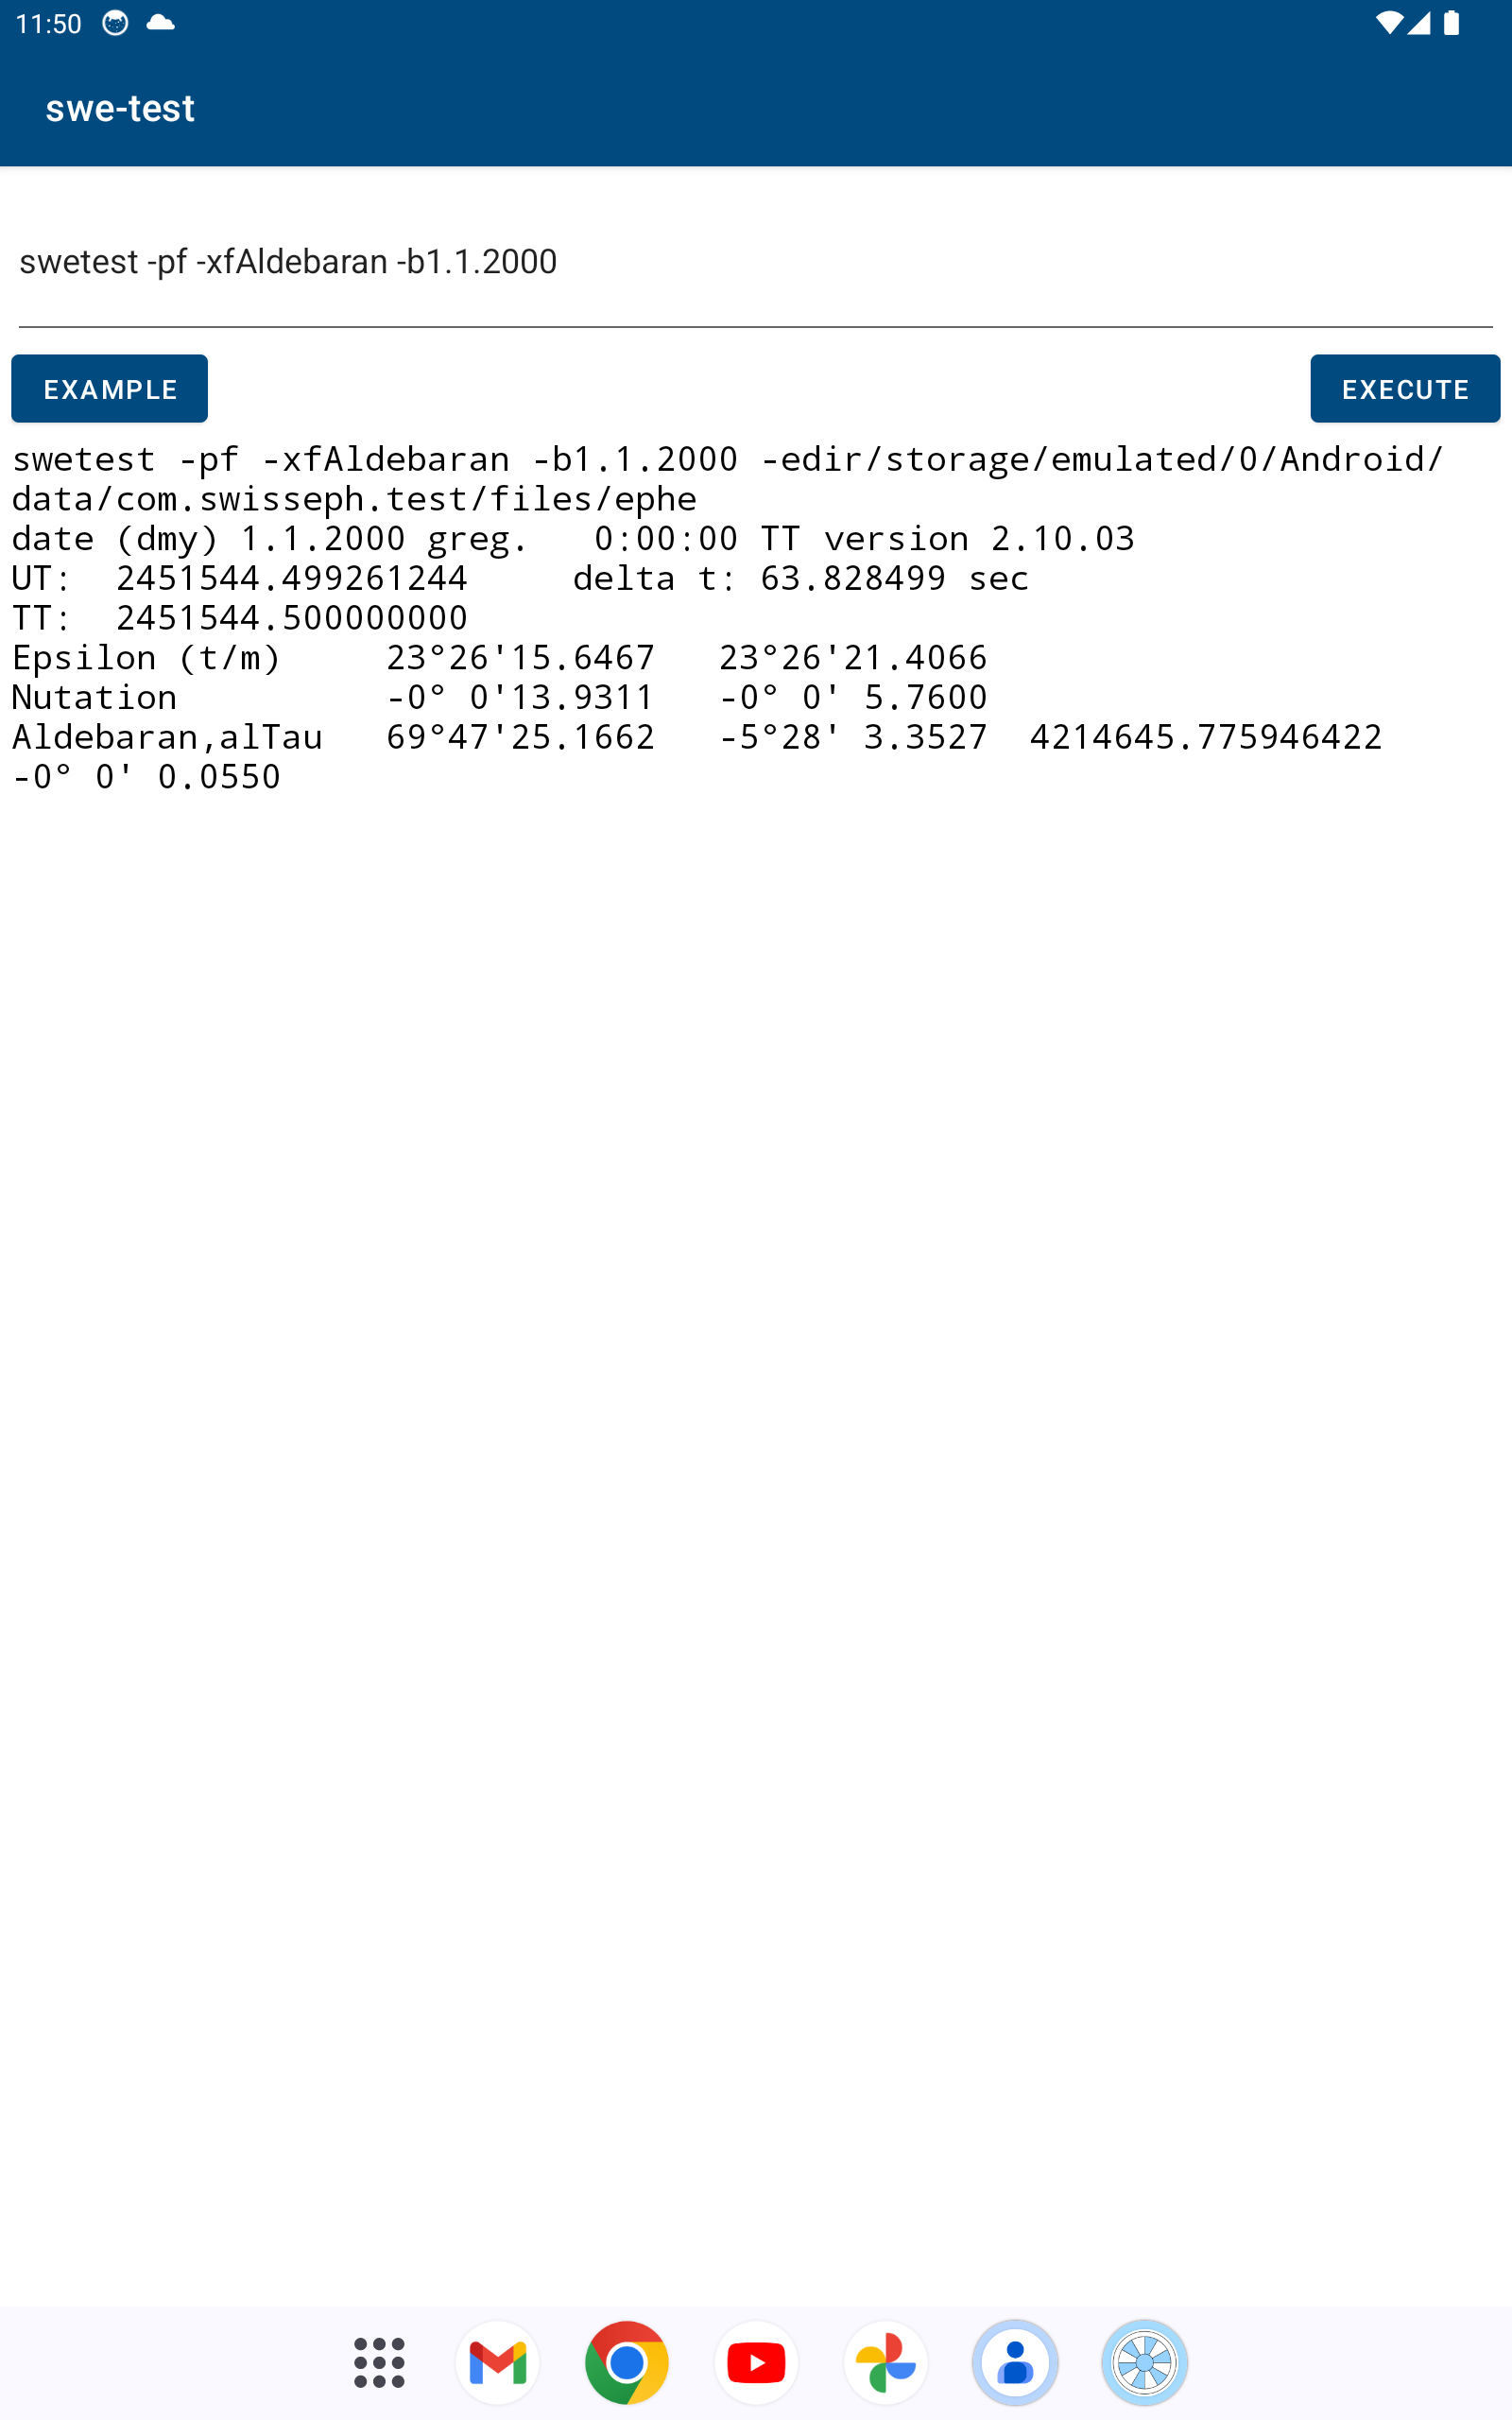 11:50
swe-test
swetest -pf -xfAldebaran -b1.1.2000
EXAMPLE EXECUTE
swetest -pf -xfAldebaran -b1.1.2000 -edir/storage/emulated/0/Android/
data/com.swisseph.test/files/ephe
date (dmy) 1.1.2000 greg.   0:00:00 TT version 2.10.03
UT:  2451544.499261244     delta t: 63.828499 sec
TT:  2451544.500000000
Epsilon (t/m)     23°26'15.6467   23°26'21.4066
Nutation          -0° 0'13.9311   -0° 0' 5.7600
Aldebaran,alTau   69°47'25.1662   -5°28' 3.3527  4214645.775946422
-0° 0' 0.0550